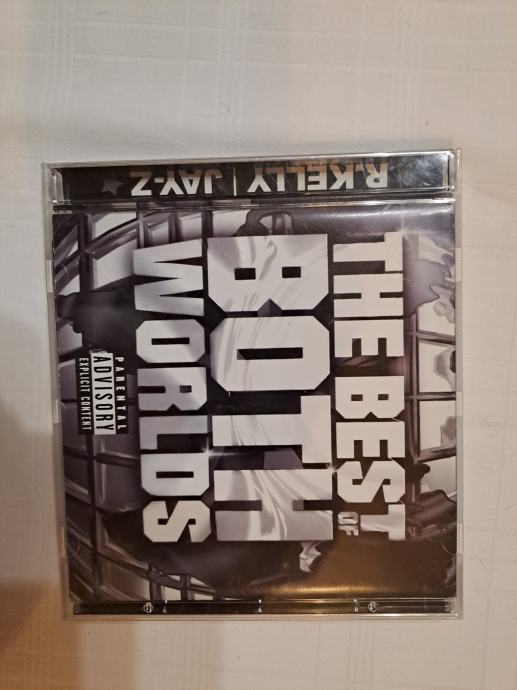 R.KELLY | JAY-Z
THE BEST
OF
BOTH
WORLDS
PARENTAL
ADVISORY
EXPLICIT CONTENT